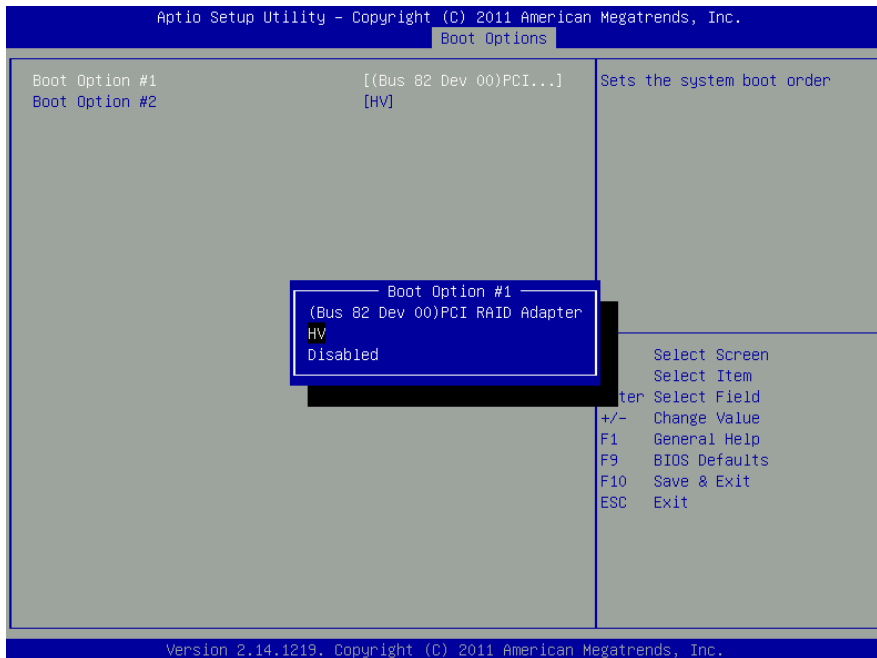 Aptio Setup Utility – Copyright (C) 2011 American Megatrends, Inc.
Boot Options
Boot Option #1 [(Bus 82 Dev 00)PCI...]
Boot Option #2 [HV]
Sets the system boot order
Boot Option #1
(Bus 82 Dev 00)PCI RAID Adapter
HV
Disabled
Select Screen
Select Item
ter Select Field
+/- Change Value
F1 General Help
F9 BIOS Defaults
F10 Save & Exit
ESC Exit
Version 2.14.1219. Copyright (C) 2011 American Megatrends, Inc.